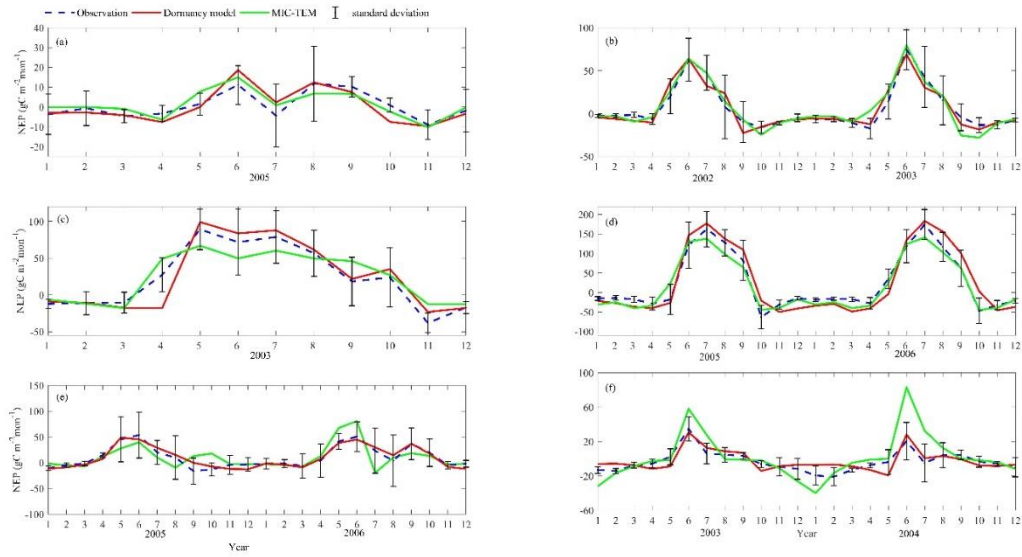 Observation Dormancy model MIC-TEM standard deviation
(a)
NEP (gC m⁻²mon⁻¹)
40
30
20
10
0
-10
-20
1 2 3 4 5 6 7 8 9 10 11 12
2005
(b)
100
50
0
-50
1 2 3 4 5 6 7 8 9 10 11 12 1 2 3 4 5 6 7 8 9 10 11 12
2002 2003
(c)
NEP (gC m⁻²mon⁻¹)
100
50
0
-50
1 2 3 4 5 6 7 8 9 10 11 12
2003
(d)
200
150
100
50
0
-50
-110
1 2 3 4 5 6 7 8 9 10 11 12 1 2 3 4 5 6 7 8 9 10 11 12
2005 2006
(e)
NEP (gC m⁻²mon⁻¹)
150
100
50
0
-50
-100
1 2 3 4 5 6 7 8 9 10 11 12 1 2 3 4 5 6 7 8 9 10 11 12
2005 2006
Year
(f)
100
60
20
-20
-60
1 2 3 4 5 6 7 8 9 10 11 12 1 2 3 4 5 6 7 8 9 10 11 12
2003 Year 2004